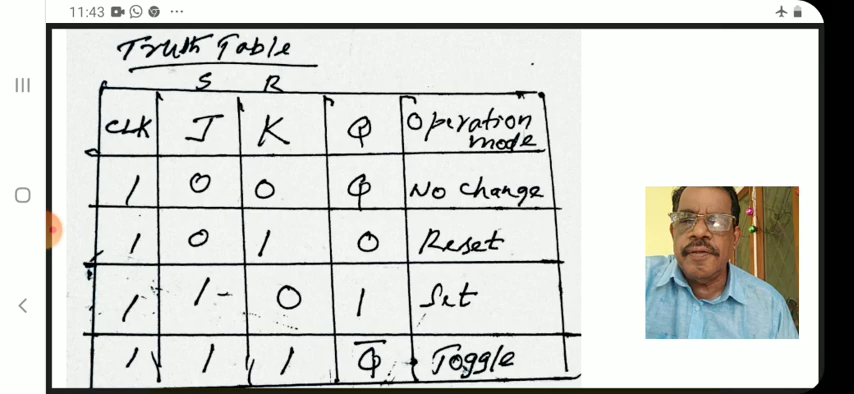 11:43
Truth Table
S R
CLK J K Q Operation mode
1 0 0 Q No change
1 0 1 0 Reset
1 1 0 1 Set
1 1 1 Q̅ Toggle